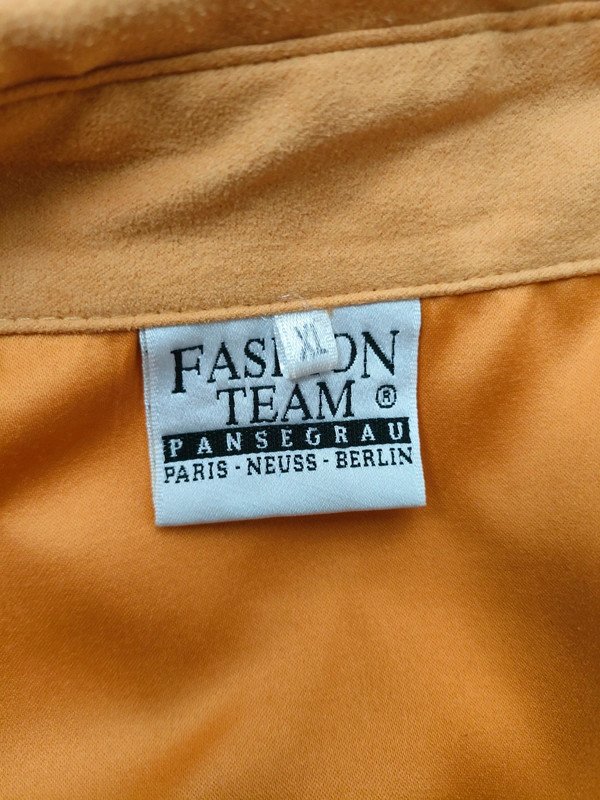 XL
FASHION
TEAM ®
PANSEGRAU
PARIS - NEUSS - BERLIN